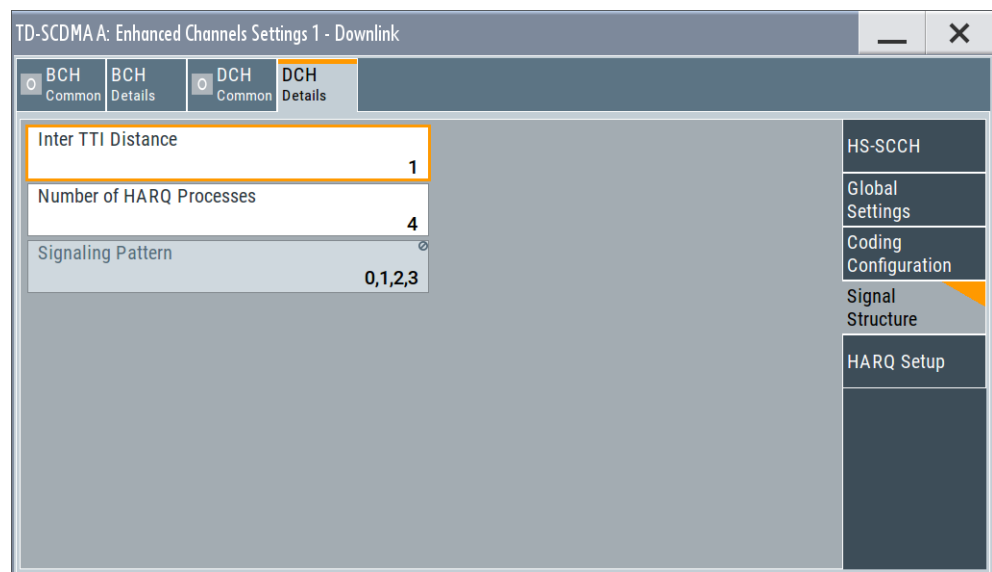 TD-SCDMA A: Enhanced Channels Settings 1 - Downlink
BCH
Common
BCH
Details
DCH
Common
DCH
Details
Inter TTI Distance
1
Number of HARQ Processes
4
Signaling Pattern
0,1,2,3
HS-SCCH
Global
Settings
Coding
Configuration
Signal
Structure
HARQ Setup